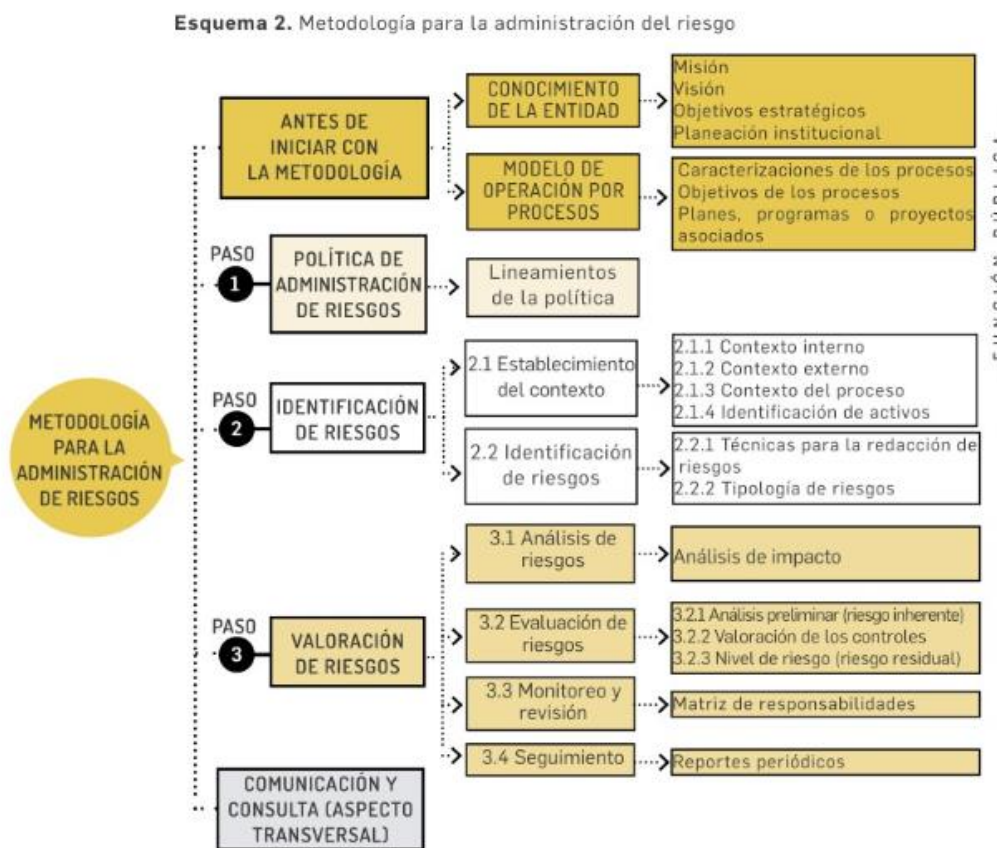 Esquema 2. Metodología para la administración del riesgo
METODOLOGÍA
PARA LA
ADMINISTRACIÓN
DE RIESGOS
ANTES DE
INICIAR CON
LA METODOLOGÍA
CONOCIMIENTO
DE LA ENTIDAD
Misión
Visión
Objetivos estratégicos
Planeación institucional
MODELO DE
OPERACIÓN POR
PROCESOS
Caracterizaciones de los procesos
Objetivos de los procesos
Planes, programas o proyectos
asociados
PASO
1
POLÍTICA DE
ADMINISTRACIÓN
DE RIESGOS
Lineamientos
de la política
PASO
2
IDENTIFICACIÓN
DE RIESGOS
2.1 Establecimiento
del contexto
2.1.1 Contexto interno
2.1.2 Contexto externo
2.1.3 Contexto del proceso
2.1.4 Identificación de activos
2.2 Identificación
de riesgos
2.2.1 Técnicas para la redacción de
riesgos
2.2.2 Tipología de riesgos
PASO
3
VALORACIÓN
DE RIESGOS
3.1 Análisis de
riesgos
Análisis de impacto
3.2 Evaluación de
riesgos
3.2.1 Análisis preliminar (riesgo inherente)
3.2.2 Valoración de los controles
3.2.3 Nivel de riesgo (riesgo residual)
3.3 Monitoreo y
revisión
Matriz de responsabilidades
3.4 Seguimiento
Reportes periódicos
COMUNICACIÓN Y
CONSULTA (ASPECTO
TRANSVERSAL)